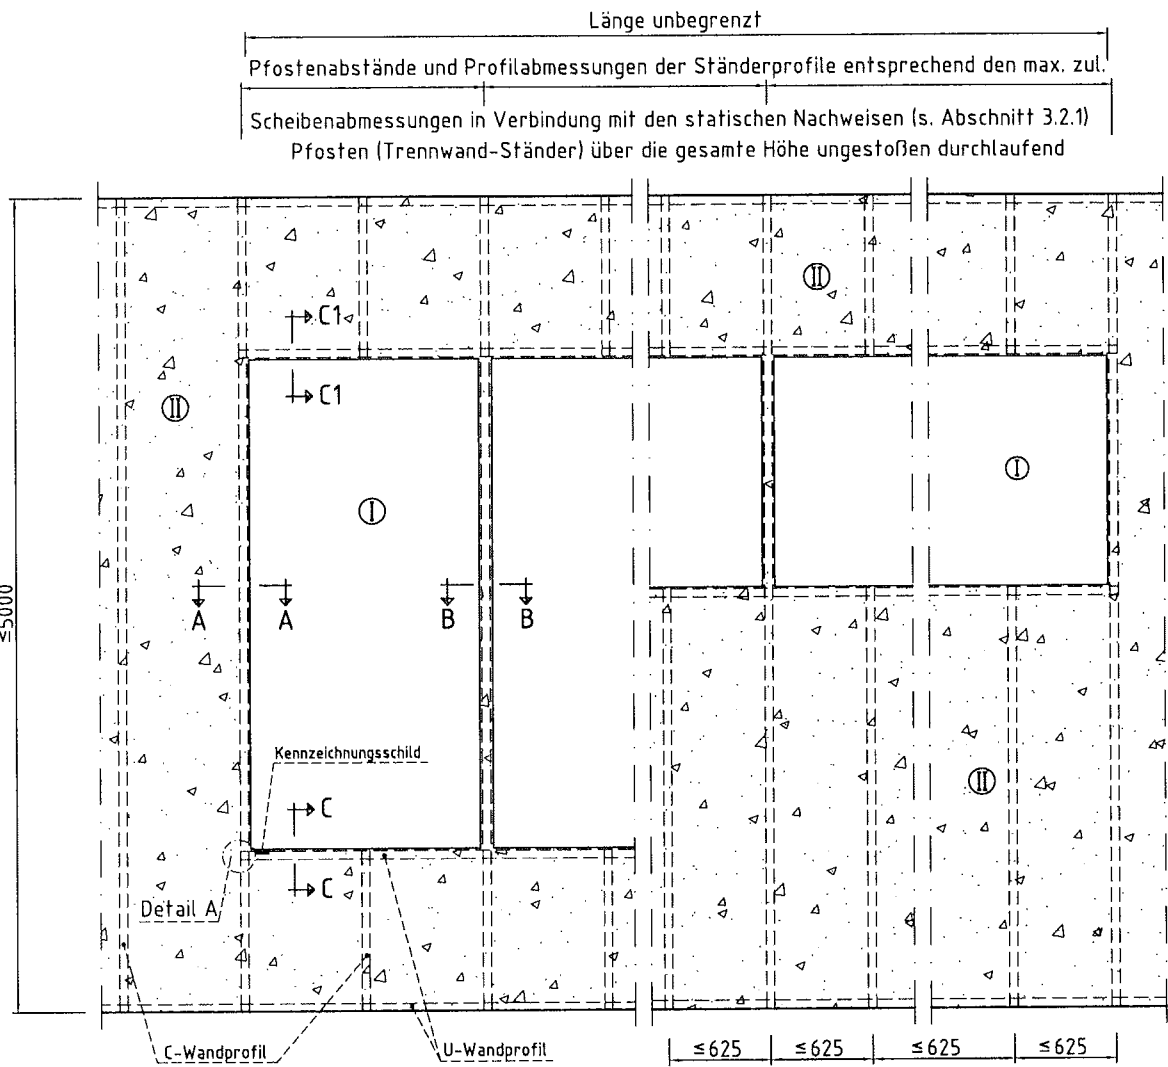 Länge unbegrenzt
Pfostenabstände und Profilabmessungen der Ständerprofile entsprechend den max. zul.
Scheibenabmessungen in Verbindung mit den statischen Nachweisen (s. Abschnitt 3.2.1)
Pfosten (Trennwand-Ständer) über die gesamte Höhe ungestoßen durchlaufend
II
C1
C1
II
I
I
≤5000
A
A
B
B
Kennzeichnungsschild
II
C
C
Detail A
C-Wandprofil
U-Wandprofil
≤625
≤625
≤625
≤625